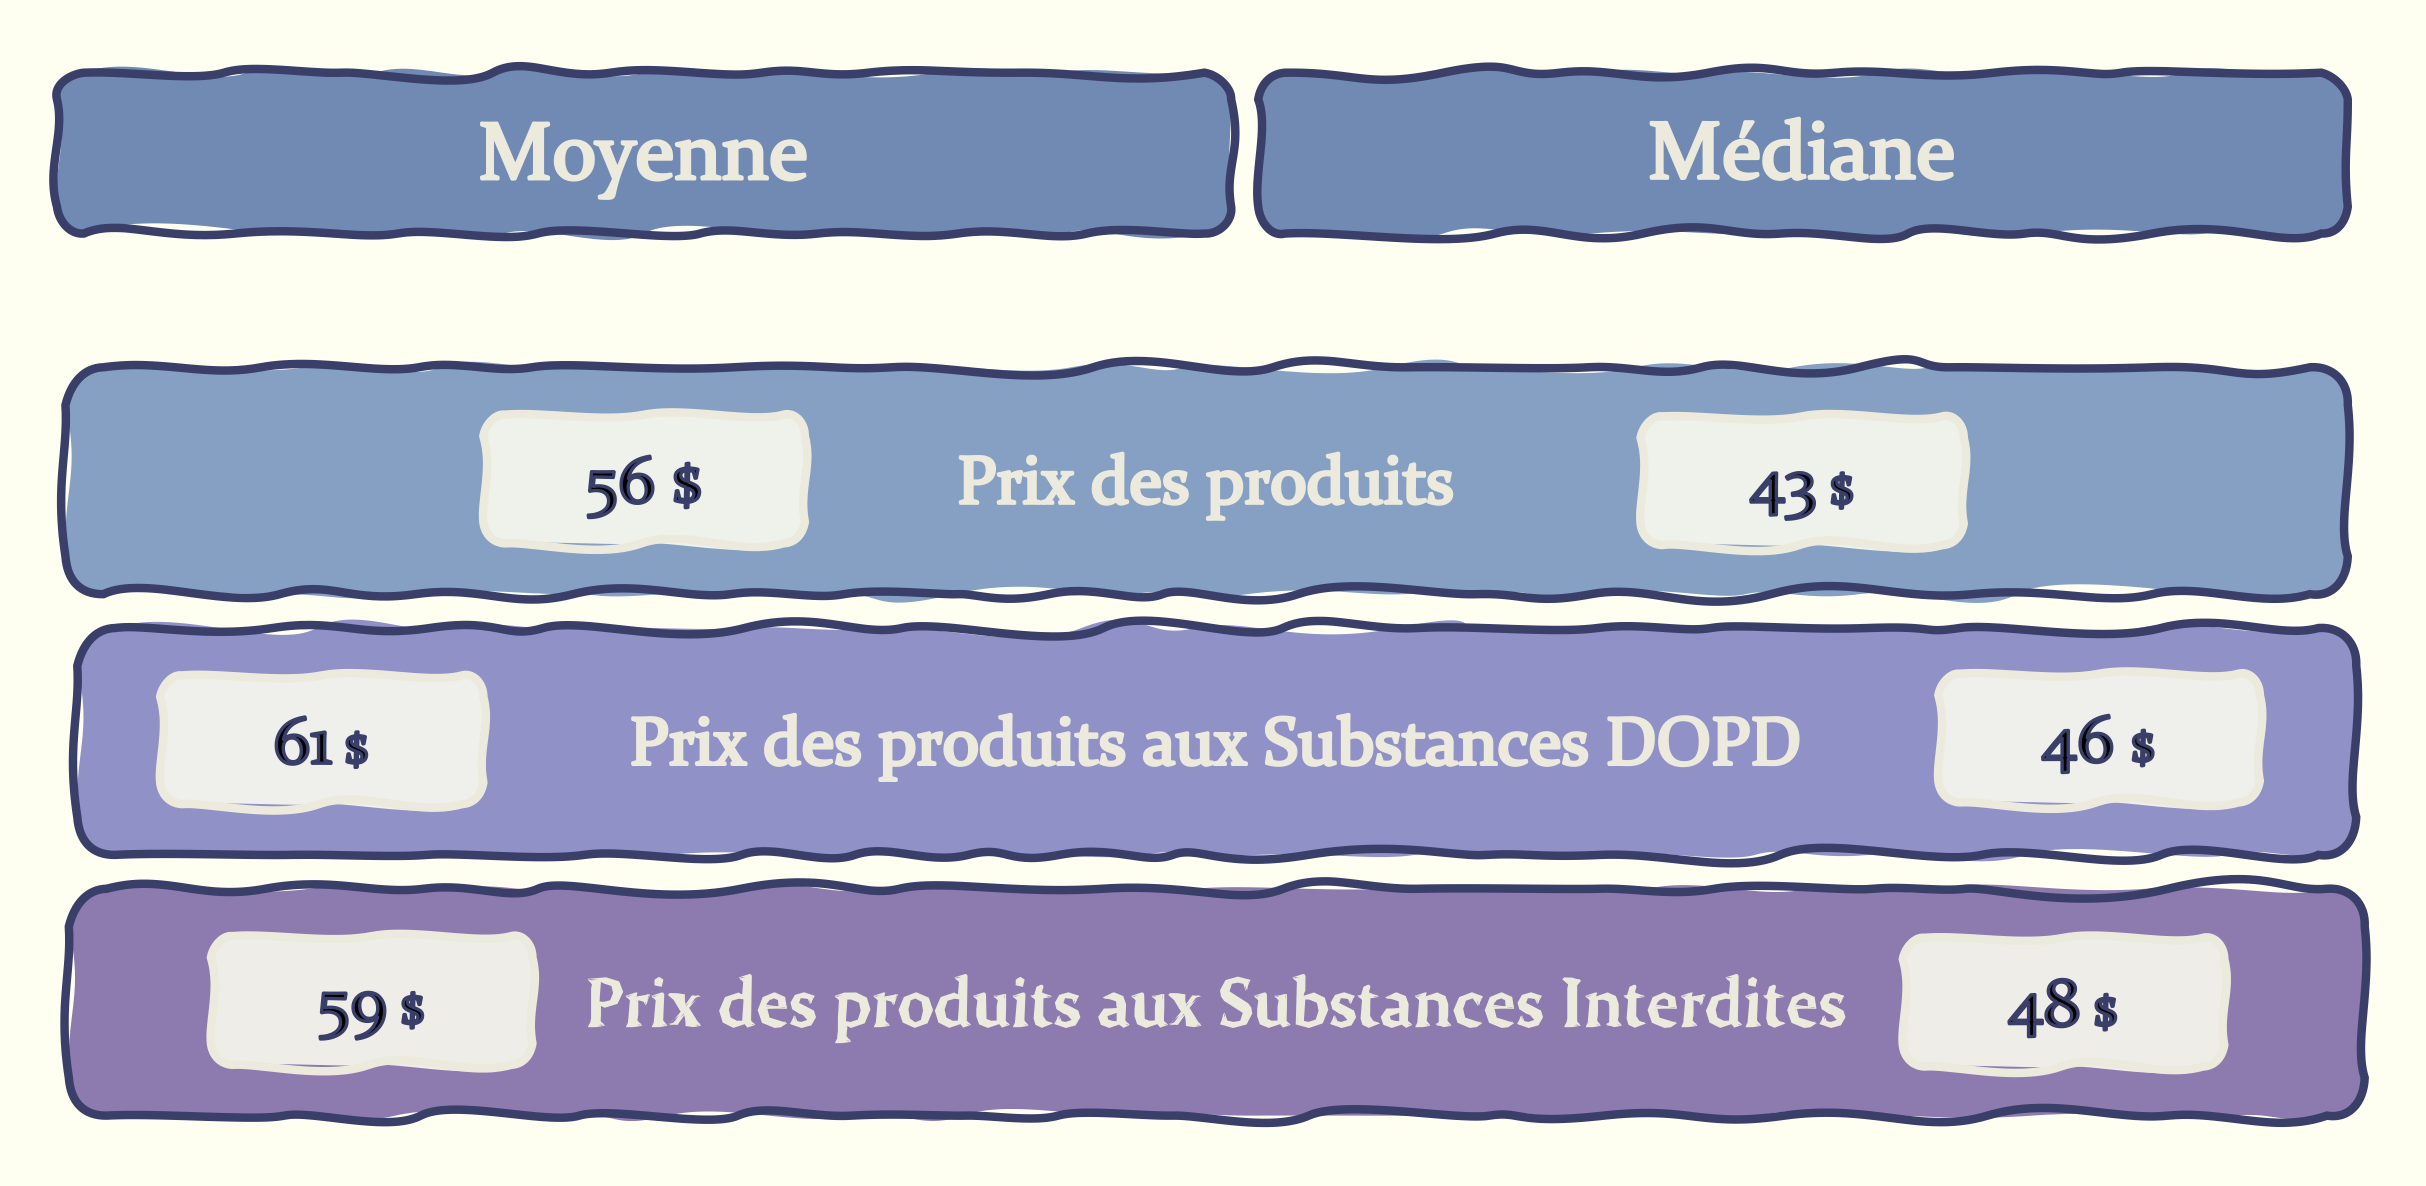 Moyenne
Médiane
56 $ Prix des produits 43 $
61 $ Prix des produits aux Substances DOPD 46 $
59 $ Prix des produits aux Substances Interdites 48 $